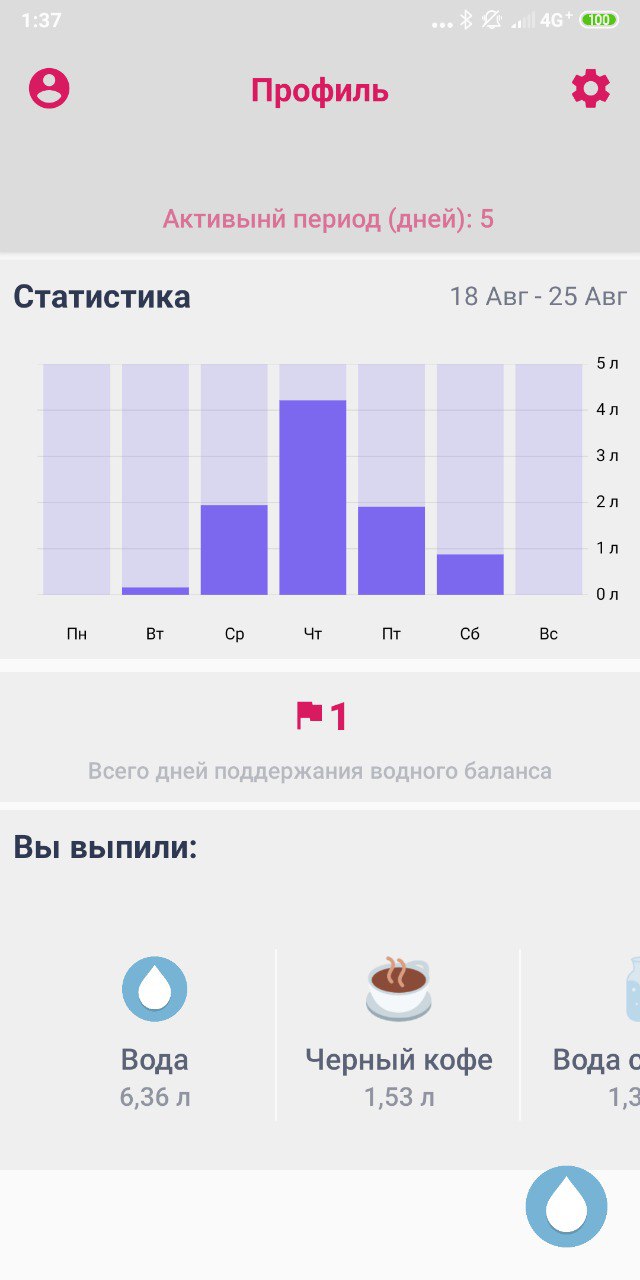 1:37
4G+ 100
Профиль
Активынй период (дней): 5
Статистика
18 Авг - 25 Авг
5 л
4 л
3 л
2 л
1 л
0 л
Пн Вт Ср Чт Пт Сб Вс
1
Всего дней поддержания водного баланса
Вы выпили:
Вода Черный кофе Вода с
6,36 л 1,53 л 1,3